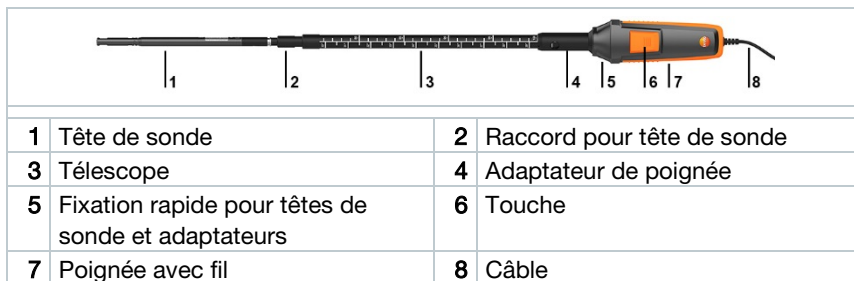 1 2 3 4 5 6 7 8
1 Tête de sonde 2 Raccord pour tête de sonde
3 Télescope 4 Adaptateur de poignée
5 Fixation rapide pour têtes de 6 Touche
sonde et adaptateurs
7 Poignée avec fil 8 Câble